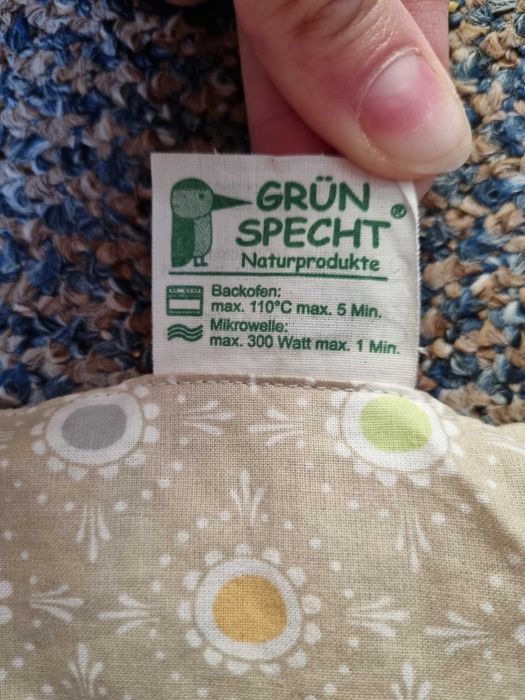 GRÜN
SPECHT®
Naturprodukte
Backofen:
max. 110°C max. 5 Min.
Mikrowelle:
max. 300 Watt max. 1 Min.